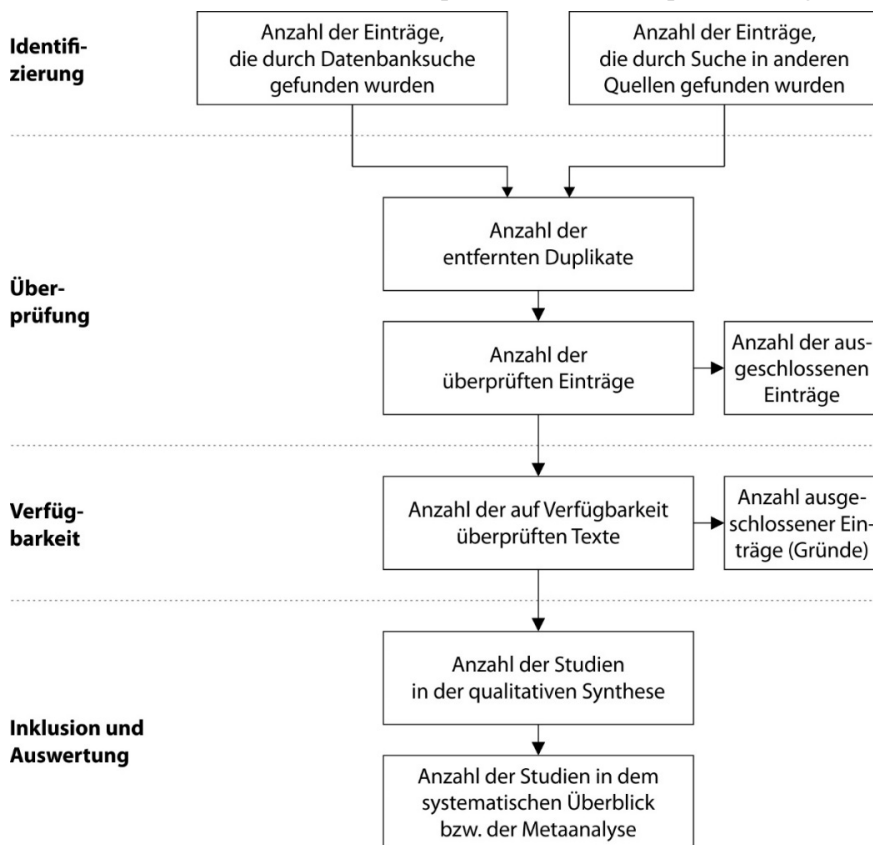 Identifi-
zierung
Anzahl der Einträge,
die durch Datenbanksuche
gefunden wurden
Anzahl der Einträge,
die durch Suche in anderen
Quellen gefunden wurden
Über-
prüfung
Anzahl der
entfernten Duplikate
Anzahl der
überprüften Einträge
Anzahl der aus-
geschlossenen
Einträge
Verfüg-
barkeit
Anzahl der auf Verfügbarkeit
überprüften Texte
Anzahl ausge-
schlossener Ein-
träge (Gründe)
Inklusion und
Auswertung
Anzahl der Studien
in der qualitativen Synthese
Anzahl der Studien in dem
systematischen Überblick
bzw. der Metaanalyse